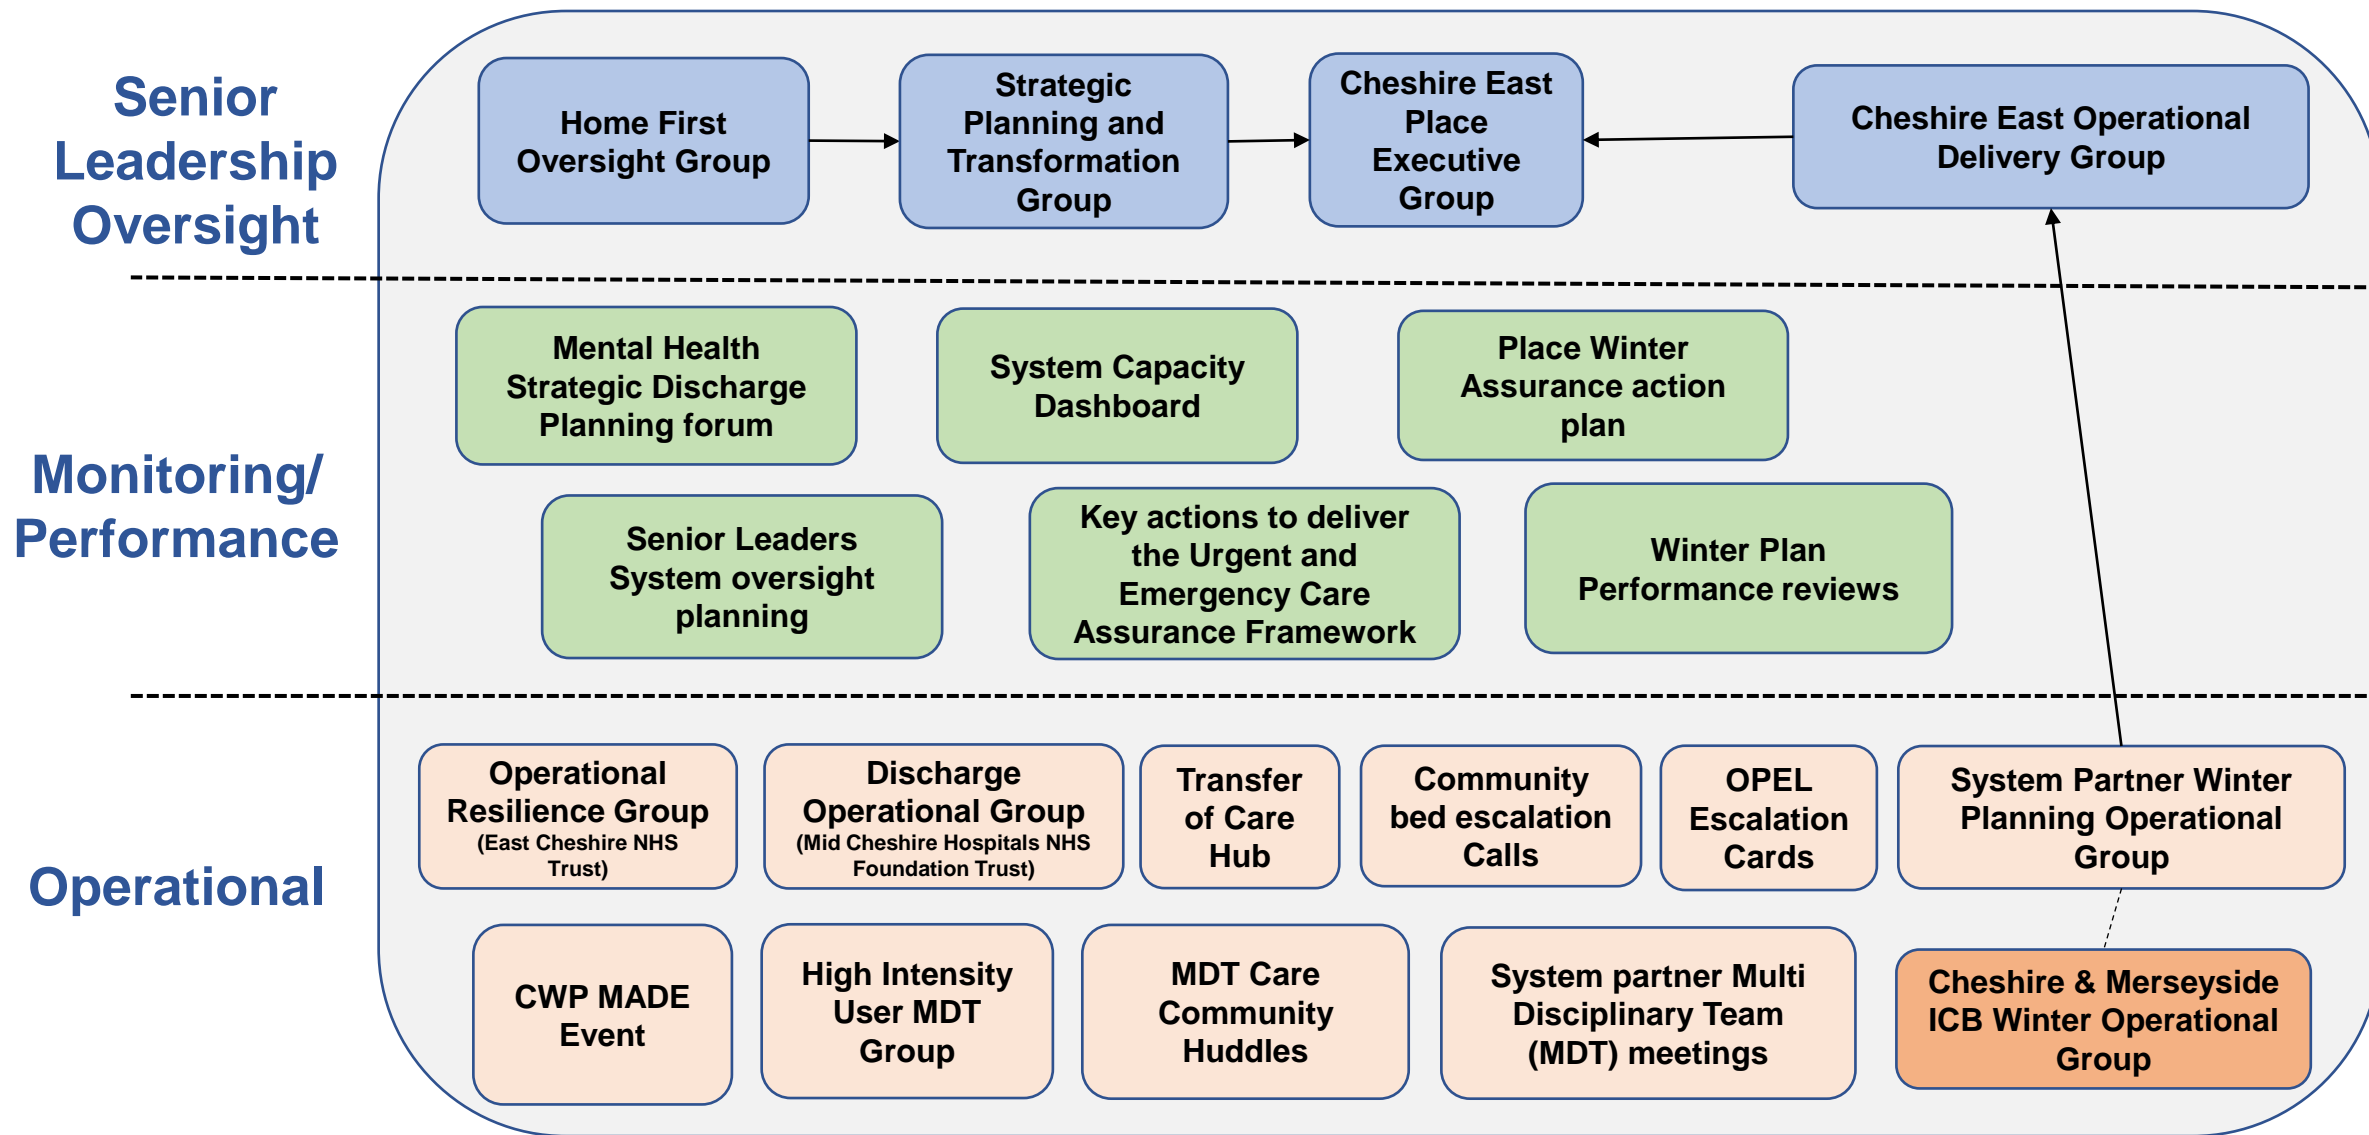 Senior
Leadership
Oversight
Home First
Oversight Group
Strategic
Planning and
Transformation
Group
Cheshire East
Place
Executive
Group
Cheshire East Operational
Delivery Group
Monitoring/
Performance
Mental Health
Strategic Discharge
Planning forum
System Capacity
Dashboard
Place Winter
Assurance action
plan
Senior Leaders
System oversight
planning
Key actions to deliver
the Urgent and
Emergency Care
Assurance Framework
Winter Plan
Performance reviews
Operational
Operational
Resilience Group
(East Cheshire NHS
Trust)
Discharge
Operational Group
(Mid Cheshire Hospitals NHS
Foundation Trust)
Transfer
of Care
Hub
Community
bed escalation
Calls
OPEL
Escalation
Cards
System Partner Winter
Planning Operational
Group
CWP MADE
Event
High Intensity
User MDT
Group
MDT Care
Community
Huddles
System partner Multi
Disciplinary Team
(MDT) meetings
Cheshire & Merseyside
ICB Winter Operational
Group